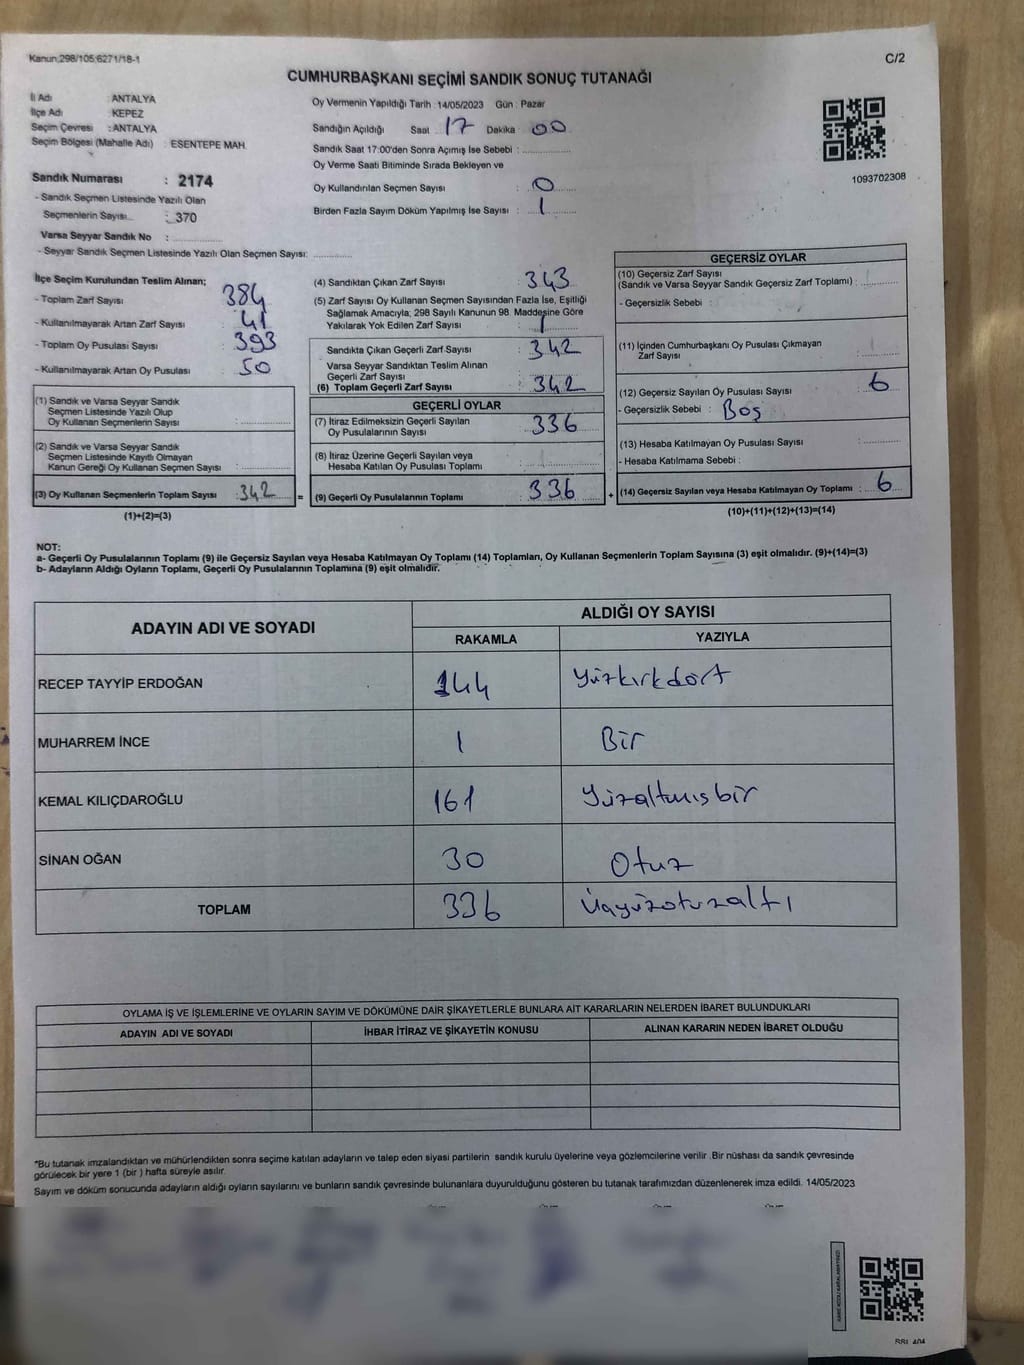 Kanun:298/105;6271/18-1
C/2
CUMHURBAŞKANI SEÇİMİ SANDIK SONUÇ TUTANAĞI
İl Adı : ANTALYA
İlçe Adı : KEPEZ
Seçim Çevresi : ANTALYA
Seçim Bölgesi (Mahalle Adı) : ESENTEPE MAH.
Sandık Numarası : 2174
- Sandık Seçmen Listesinde Yazılı Olan
Seçmenlerin Sayısı : 370
Varsa Seyyar Sandık No :
- Seyyar Sandık Seçmen Listesinde Yazılı Olan Seçmen Sayısı:
Oy Vermenin Yapıldığı Tarih : 14/05/2023 Gün : Pazar
Sandığın Açıldığı Saat 17 Dakika 00
Sandık Saat 17:00'den Sonra Açımış İse Sebebi :
Oy Verme Saati Bitiminde Sırada Bekleyen ve
Oy Kullandırılan Seçmen Sayısı : 0
Birden Fazla Sayım Döküm Yapılmış İse Sayısı : 1
1093702308
İlçe Seçim Kurulundan Teslim Alınan;
- Toplam Zarf Sayısı : 384
- Kullanılmayarak Artan Zarf Sayısı : 41
- Toplam Oy Pusulası Sayısı : 393
- Kullanılmayarak Artan Oy Pusulası : 50
(1) Sandık ve Varsa Seyyar Sandık
Seçmen Listesinde Yazılı Olup
Oy Kullanan Seçmenlerin Sayısı :
(2) Sandık ve Varsa Seyyar Sandık
Seçmen Listesinde Kayıtlı Olmayan
Kanun Gereği Oy Kullanan Seçmen Sayısı :
(3) Oy Kullanan Seçmenlerin Toplam Sayısı : 342 =
(1)+(2)=(3)
(4) Sandıktan Çıkan Zarf Sayısı : 343
(5) Zarf Sayısı Oy Kullanan Seçmen Sayısından Fazla İse, Eşitliği
Sağlamak Amacıyla; 298 Sayılı Kanunun 98. Maddesine Göre
Yakılarak Yok Edilen Zarf Sayısı : 1
Sandıkta Çıkan Geçerli Zarf Sayısı : 342
Varsa Seyyar Sandıktan Teslim Alınan
Geçerli Zarf Sayısı :
(6) Toplam Geçerli Zarf Sayısı : 342
GEÇERLİ OYLAR
(7) İtiraz Edilmeksizin Geçerli Sayılan
Oy Pusulalarının Sayısı : 336
(8) İtiraz Üzerine Geçerli Sayılan veya
Hesaba Katılan Oy Pusulası Toplamı :
(9) Geçerli Oy Pusulalarının Toplamı : 336 +
GEÇERSİZ OYLAR
(10) Geçersiz Zarf Sayısı
(Sandık ve Varsa Seyyar Sandık Geçersiz Zarf Toplamı) :
- Geçersizlik Sebebi :
(11) İçinden Cumhurbaşkanı Oy Pusulası Çıkmayan
Zarf Sayısı :
(12) Geçersiz Sayılan Oy Pusulası Sayısı : 6
- Geçersizlik Sebebi : Boş
(13) Hesaba Katılmayan Oy Pusulası Sayısı :
- Hesaba Katılmama Sebebi :
(14) Geçersiz Sayılan veya Hesaba Katılmayan Oy Toplamı : 6
(10)+(11)+(12)+(13)=(14)
NOT:
a- Geçerli Oy Pusulalarının Toplamı (9) ile Geçersiz Sayılan veya Hesaba Katılmayan Oy Toplamı (14) Toplamları, Oy Kullanan Seçmenlerin Toplam Sayısına (3) eşit olmalıdır. (9)+(14)=(3)
b- Adayların Aldığı Oyların Toplamı, Geçerli Oy Pusulalarının Toplamına (9) eşit olmalıdır.
ADAYIN ADI VE SOYADI
ALDIĞI OY SAYISI
RAKAMLA YAZIYLA
RECEP TAYYİP ERDOĞAN 144 Yüzkırkdört
MUHARREM İNCE 1 Bir
KEMAL KILIÇDAROĞLU 161 Yüzaltmışbir
SİNAN OĞAN 30 Otuz
TOPLAM 336 Üçyüzotuzaltı
OYLAMA İŞ VE İŞLEMLERİNE VE OYLARIN SAYIM VE DÖKÜMÜNE DAİR ŞİKAYETLERLE BUNLARA AİT KARARLARIN NELERDEN İBARET BULUNDUKLARI
ADAYIN ADI VE SOYADI İHBAR İTİRAZ VE ŞİKAYETİN KONUSU ALINAN KARARIN NEDEN İBARET OLDUĞU
*Bu tutanak imzalandıktan ve mühürlendikten sonra seçime katılan adayların ve talep eden siyasi partilerin sandık kurulu üyelerine veya gözlemcilerine verilir .Bir nüshası da sandık çevresinde
görülecek bir yere 1 (bir ) hafta süreyle asılır.
Sayım ve döküm sonucunda adayların aldığı oyların sayılarını ve bunların sandık çevresinde bulunanlara duyurulduğunu gösteren bu tutanak tarafımızdan düzenlenerek imza edildi. 14/05/2023